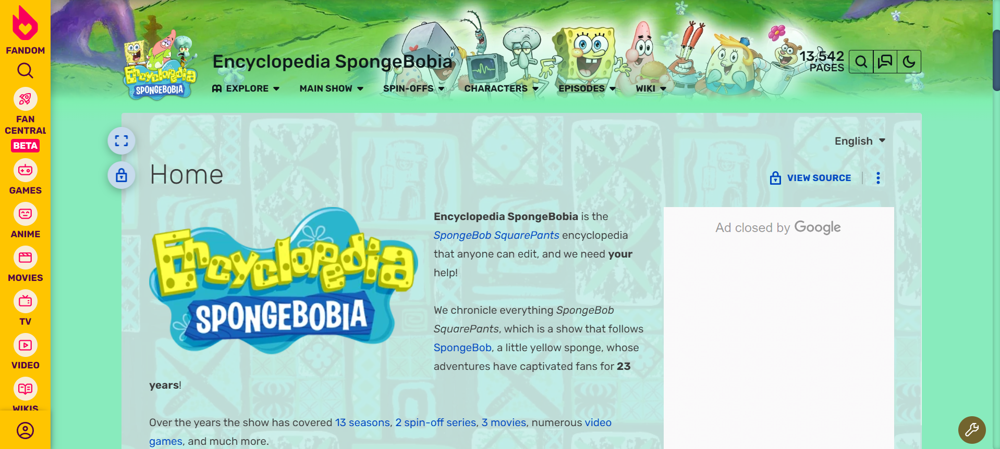 FANDOM
FAN
CENTRAL
BETA
GAMES
ANIME
MOVIES
TV
VIDEO
WIKIS
Encyclopedia
SPONGEBOBIA
Encyclopedia SpongeBobia
13,542
PAGES
EXPLORE
MAIN SHOW
SPIN-OFFS
CHARACTERS
EPISODES
WIKI
English
Home
VIEW SOURCE
Encyclopedia
SPONGEBOBIA
Encyclopedia SpongeBobia is the
SpongeBob SquarePants encyclopedia
that anyone can edit, and we need your
help!
We chronicle everything SpongeBob
SquarePants, which is a show that follows
SpongeBob, a little yellow sponge, whose
adventures have captivated fans for 23
years!
Over the years the show has covered 13 seasons, 2 spin-off series, 3 movies, numerous video
games, and much more.
Ad closed by Google